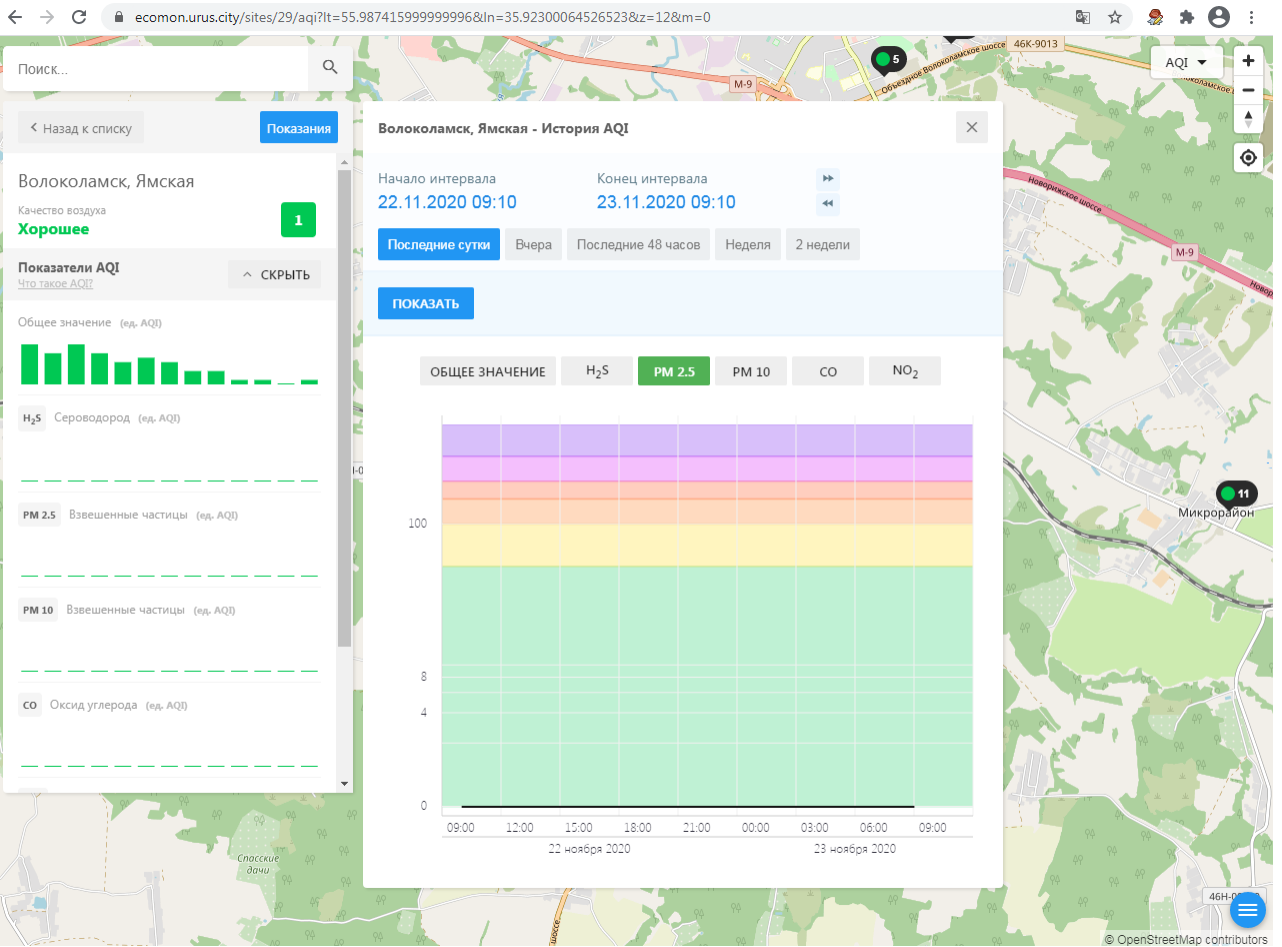 ecomon.urus.city/sites/29/aqi?lt=55.987415999999996&ln=35.92300064526523&z=12&m=0
Поиск...
46К-9013
5
Объездное Волоколамское шоссе
М-9
AQI
+
−
Назад к списку
Показания
Волоколамск, Ямская
Качество воздуха
Хорошее
1
Показатели AQI
Что такое AQI?
СКРЫТЬ
Общее значение (ед. AQI)
H2S Сероводород (ед. AQI)
PM 2.5 Взвешенные частицы (ед. AQI)
PM 10 Взвешенные частицы (ед. AQI)
CO Оксид углерода (ед. AQI)
Волоколамск, Ямская - История AQI
Начало интервала
22.11.2020 09:10
Конец интервала
23.11.2020 09:10
Последние сутки
Вчера
Последние 48 часов
Неделя
2 недели
ПОКАЗАТЬ
ОБЩЕЕ ЗНАЧЕНИЕ
H2S
PM 2.5
PM 10
CO
NO2
100
8
4
0
09:00 12:00 15:00 18:00 21:00 00:00 03:00 06:00 09:00
22 ноября 2020 23 ноября 2020
Новорижское шоссе
М-9
11
Микрорайон
Спасские
дачи
шоссе
© OpenStreetMap contributors